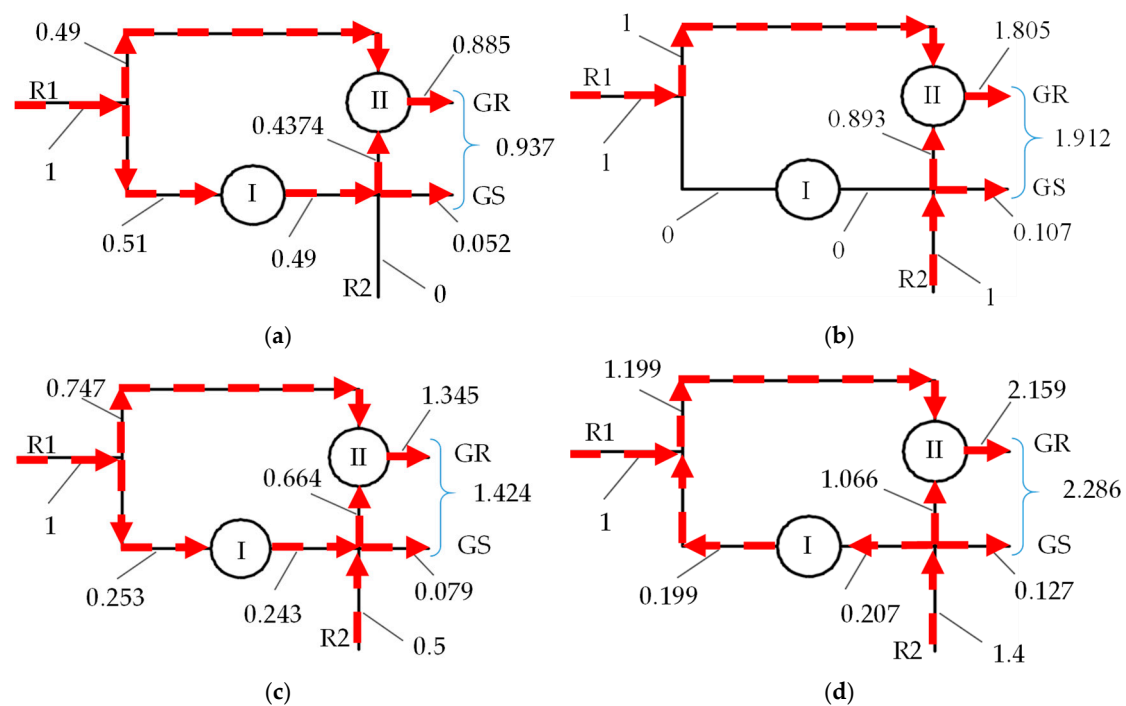 0.49
0.885
R1
II
GR
1
0.4374
0.937
I
GS
0.51
0.49
0.052
R2
0
(a)
1
1.805
R1
II
GR
1
0.893
1.912
I
GS
0
0
0.107
R2
1
(b)
0.747
1.345
R1
II
GR
1
0.664
1.424
I
GS
0.253
0.243
0.079
R2
0.5
(c)
1.199
2.159
R1
II
GR
1
1.066
2.286
I
GS
0.199
0.207
0.127
R2
1.4
(d)